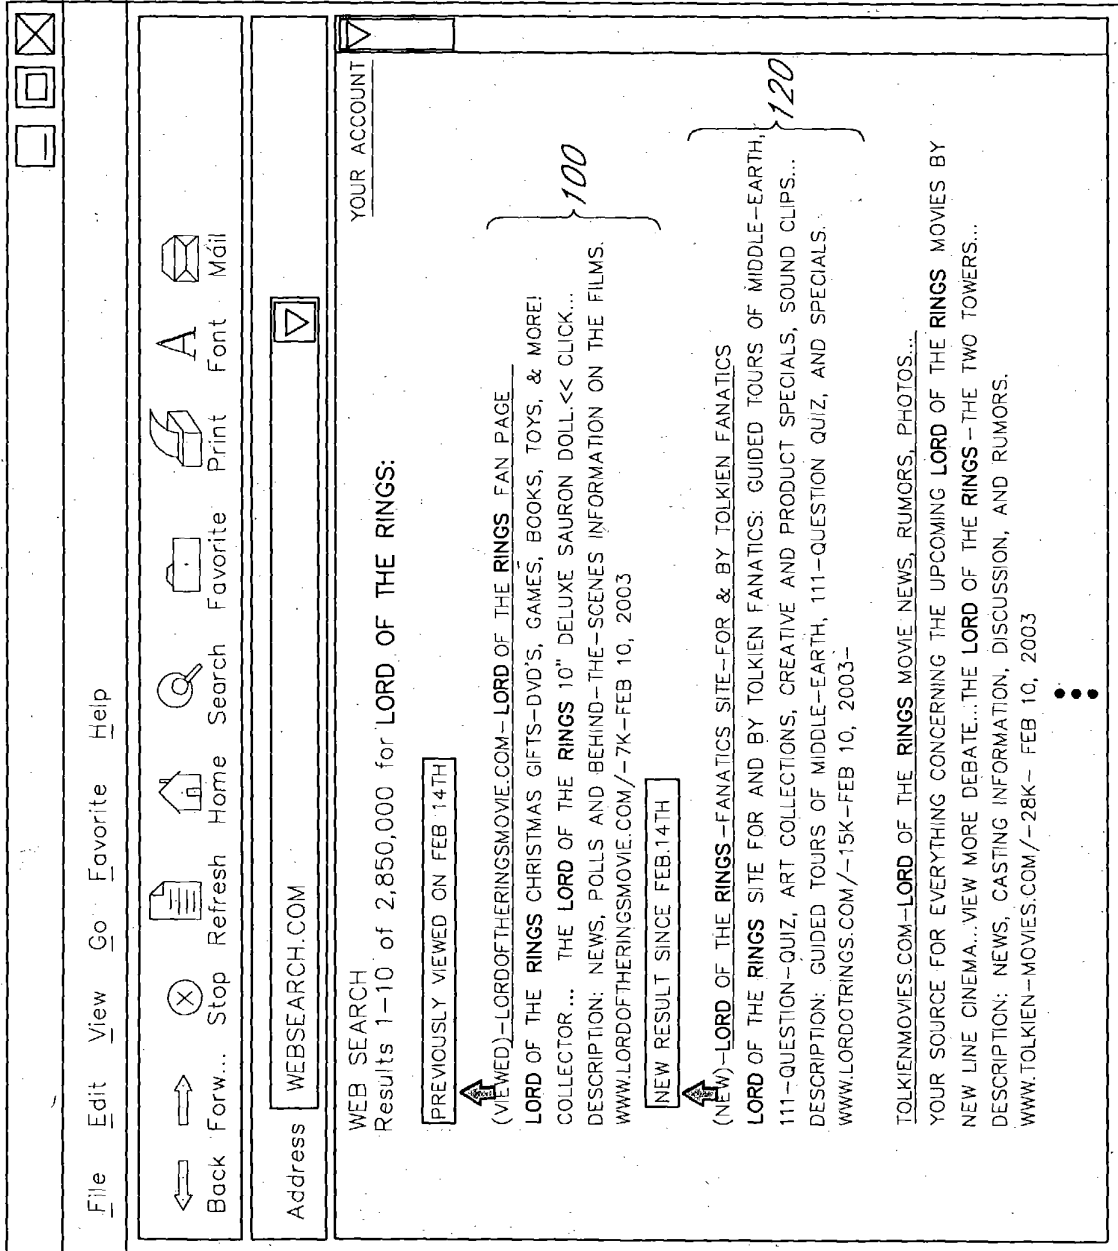 File Edit View Go Favorite Help
Back Forw... Stop Refresh Home Search Favorite Print Font Mail
Address WEBSEARCH.COM
YOUR ACCOUNT
WEB SEARCH
Results 1-10 of 2,850,000 for LORD OF THE RINGS:
PREVIOUSLY VIEWED ON FEB 14TH
(VIEWED)-LORDOFTHERINGSMOVIE.COM-LORD OF THE RINGS FAN PAGE
LORD OF THE RINGS CHRISTMAS GIFTS-DVD'S, GAMES, BOOKS, TOYS, & MORE!
COLLECTOR... THE LORD OF THE RINGS 10" DELUXE SAURON DOLL.<< CLICK...
DESCRIPTION: NEWS, POLLS AND BEHIND-THE-SCENES INFORMATION ON THE FILMS.
WWW.LORDOFTHERINGSMOVIE.COM/-7K-FEB 10, 2003
100
NEW RESULT SINCE FEB.14TH
(NEW)-LORD OF THE RINGS-FANATICS SITE-FOR & BY TOLKIEN FANATICS
LORD OF THE RINGS SITE FOR AND BY TOLKIEN FANATICS: GUIDED TOURS OF MIDDLE-EARTH,
111-QUESTION-QUIZ, ART COLLECTIONS, CREATIVE AND PRODUCT SPECIALS, SOUND CLIPS...
DESCRIPTION: GUIDED TOURS OF MIDDLE-EARTH, 111-QUESTION QUIZ, AND SPECIALS.
WWW.LORDOTRINGS.COM/-15K-FEB 10, 2003-
120
TOLKIENMOVIES.COM-LORD OF THE RINGS MOVIE NEWS, RUMORS, PHOTOS...
YOUR SOURCE FOR EVERYTHING CONCERNING THE UPCOMING LORD OF THE RINGS MOVIES BY
NEW LINE CINEMA...VIEW MORE DEBATE...THE LORD OF THE RINGS-THE TWO TOWERS...
DESCRIPTION: NEWS, CASTING INFORMATION, DISCUSSION, AND RUMORS.
WWW.TOLKIEN-MOVIES.COM/-28K- FEB 10, 2003